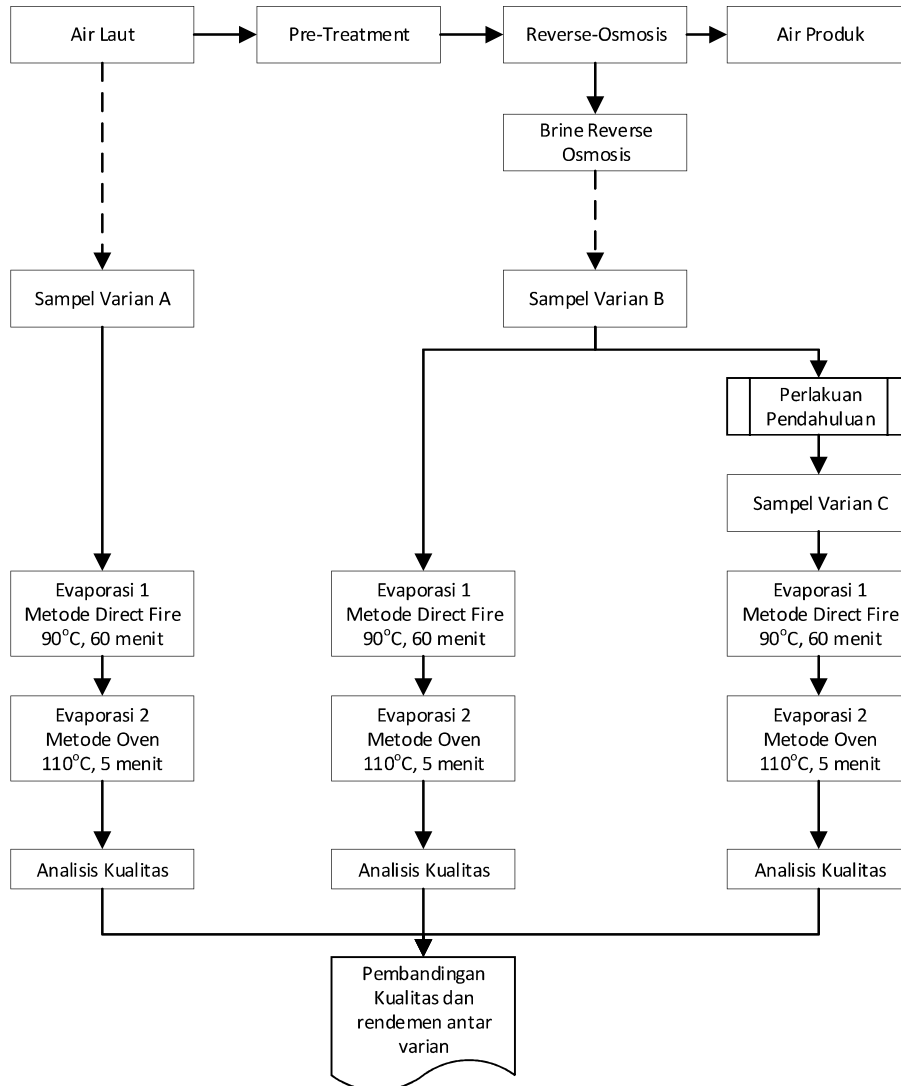 Air Laut
Pre-Treatment
Reverse-Osmosis
Air Produk
Brine Reverse
Osmosis
Sampel Varian A
Sampel Varian B
Perlakuan
Pendahuluan
Sampel Varian C
Evaporasi 1
Metode Direct Fire
90°C, 60 menit
Evaporasi 1
Metode Direct Fire
90°C, 60 menit
Evaporasi 1
Metode Direct Fire
90°C, 60 menit
Evaporasi 2
Metode Oven
110°C, 5 menit
Evaporasi 2
Metode Oven
110°C, 5 menit
Evaporasi 2
Metode Oven
110°C, 5 menit
Analisis Kualitas
Analisis Kualitas
Analisis Kualitas
Pembandingan
Kualitas dan
rendemen antar
varian